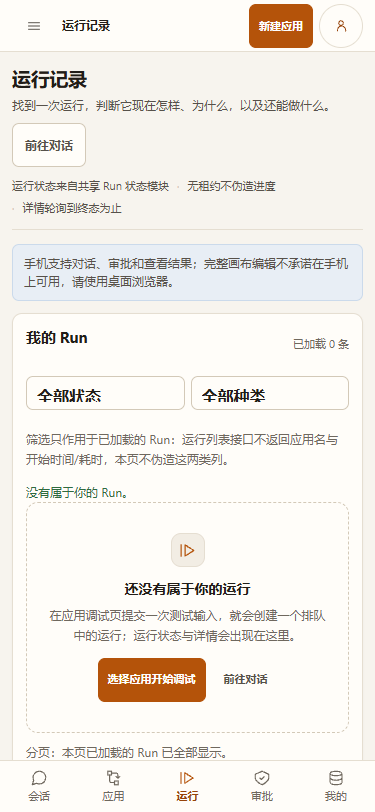 运行记录
新建应用
运行记录
找到一次运行，判断它现在怎样、为什么，以及还能做什么。
前往对话
运行状态来自共享 Run 状态模块 · 无租约不伪造进度
· 详情轮询到终态为止
手机支持对话、审批和查看结果；完整画布编辑不承诺在手机
上可用，请使用桌面浏览器。
我的 Run
已加载 0 条
全部状态
全部种类
筛选只作用于已加载的 Run：运行列表接口不返回应用名与
开始时间/耗时，本页不伪造这两类列。
没有属于你的 Run。
还没有属于你的运行
在应用调试页提交一次测试输入，就会创建一个排队
中的运行；运行状态与详情会出现在这里。
选择应用开始调试
前往对话
分页：本页已加载的 Run 已全部显示。
会话
应用
运行
审批
我的